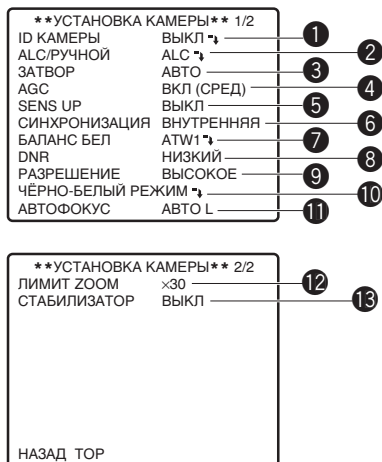 **УСТАНОВКА КАМЕРЫ** 1/2
ID КАМЕРЫ ВЫКЛ ↴ 1
ALC/РУЧНОЙ ALC ↴ 2
ЗАТВОР АВТО 3
AGC ВКЛ (СРЕД) 4
SENS UP ВЫКЛ 5
СИНХРОНИЗАЦИЯ ВНУТРЕННЯЯ 6
БАЛАНС БЕЛ ATW1 ↴ 7
DNR НИЗКИЙ 8
РАЗРЕШЕНИЕ ВЫСОКОЕ 9
ЧЁРНО-БЕЛЫЙ РЕЖИМ ↴ 10
АВТОФОКУС АВТО L 11
**УСТАНОВКА КАМЕРЫ** 2/2
ЛИМИТ ZOOM ×30 12
СТАБИЛИЗАТОР ВЫКЛ 13
НАЗАД TOP